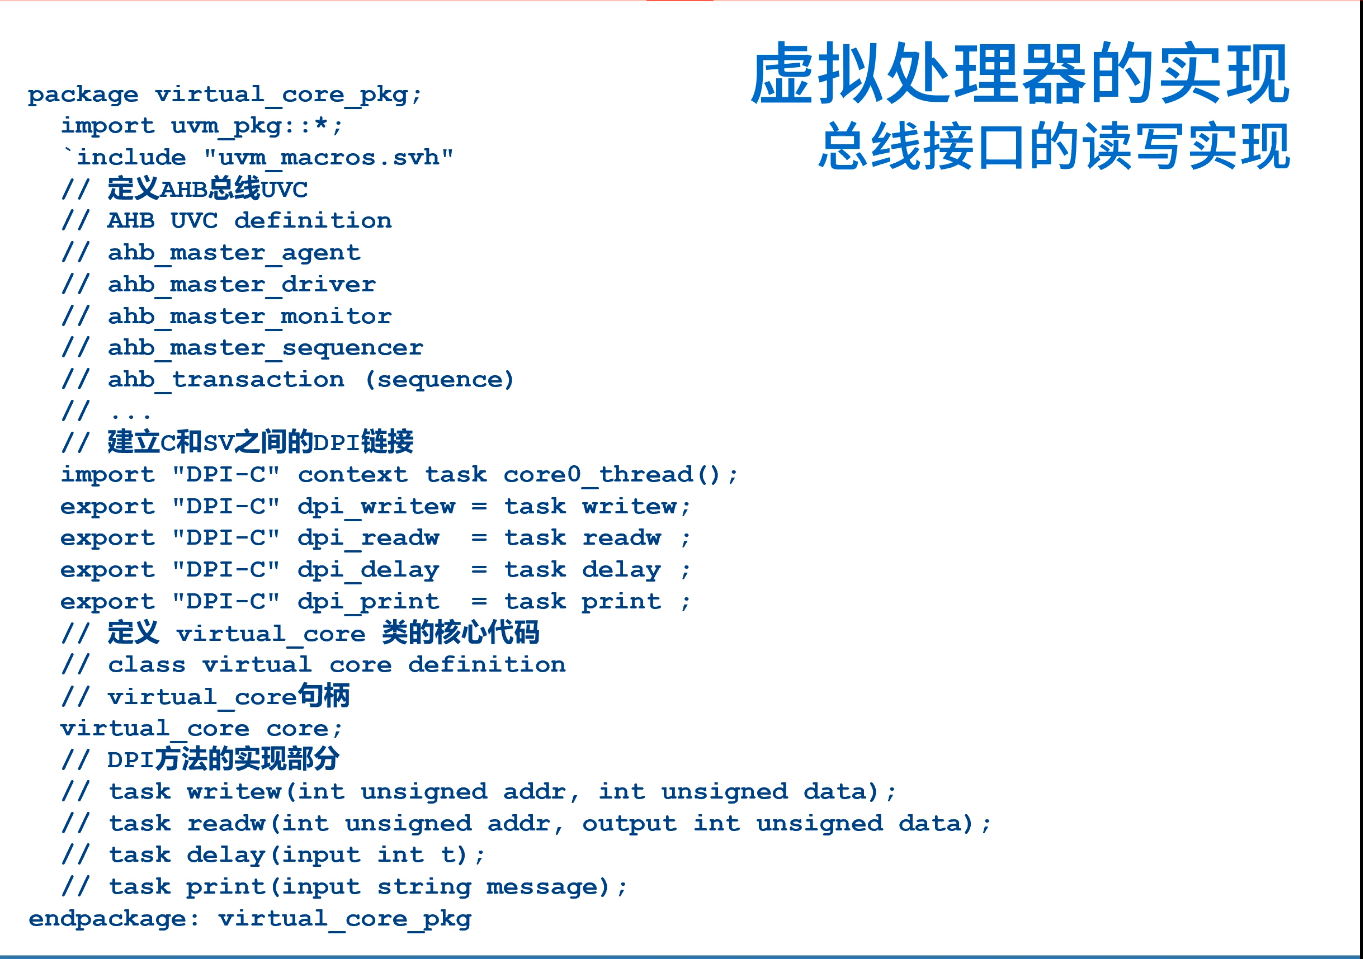 虚拟处理器的实现
总线接口的读写实现
package virtual_core_pkg;
  import uvm_pkg::*;
  `include "uvm_macros.svh"
  // 定义AHB总线UVC
  // AHB UVC definition
  // ahb_master_agent
  // ahb_master_driver
  // ahb_master_monitor
  // ahb_master_sequencer
  // ahb_transaction (sequence)
  // ...
  // 建立C和SV之间的DPI链接
  import "DPI-C" context task core0_thread();
  export "DPI-C" dpi_writew = task writew;
  export "DPI-C" dpi_readw  = task readw ;
  export "DPI-C" dpi_delay  = task delay ;
  export "DPI-C" dpi_print  = task print ;
  // 定义 virtual_core 类的核心代码
  // class virtual core definition
  // virtual_core句柄
  virtual_core core;
  // DPI方法的实现部分
  // task writew(int unsigned addr, int unsigned data);
  // task readw(int unsigned addr, output int unsigned data);
  // task delay(input int t);
  // task print(input string message);
endpackage: virtual_core_pkg